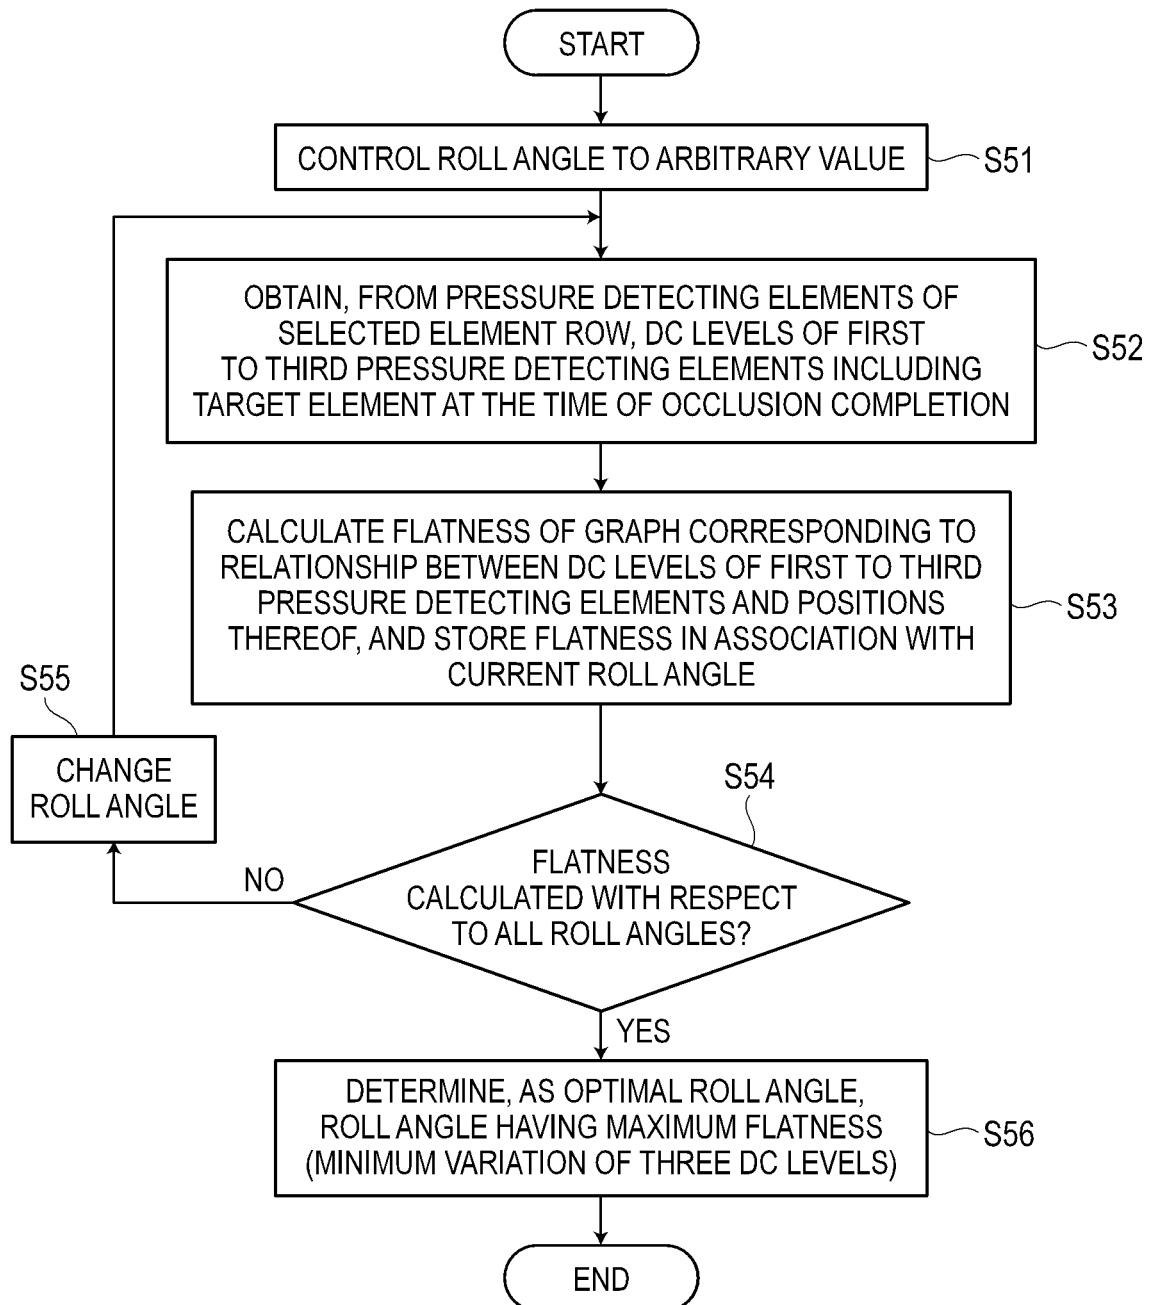 START
CONTROL ROLL ANGLE TO ARBITRARY VALUE
S51
OBTAIN, FROM PRESSURE DETECTING ELEMENTS OF
SELECTED ELEMENT ROW, DC LEVELS OF FIRST
TO THIRD PRESSURE DETECTING ELEMENTS INCLUDING
TARGET ELEMENT AT THE TIME OF OCCLUSION COMPLETION
S52
CALCULATE FLATNESS OF GRAPH CORRESPONDING TO
RELATIONSHIP BETWEEN DC LEVELS OF FIRST TO THIRD
PRESSURE DETECTING ELEMENTS AND POSITIONS
THEREOF, AND STORE FLATNESS IN ASSOCIATION WITH
CURRENT ROLL ANGLE
S53
S55
CHANGE
ROLL ANGLE
S54
FLATNESS
CALCULATED WITH RESPECT
TO ALL ROLL ANGLES?
NO
YES
DETERMINE, AS OPTIMAL ROLL ANGLE,
ROLL ANGLE HAVING MAXIMUM FLATNESS
(MINIMUM VARIATION OF THREE DC LEVELS)
S56
END